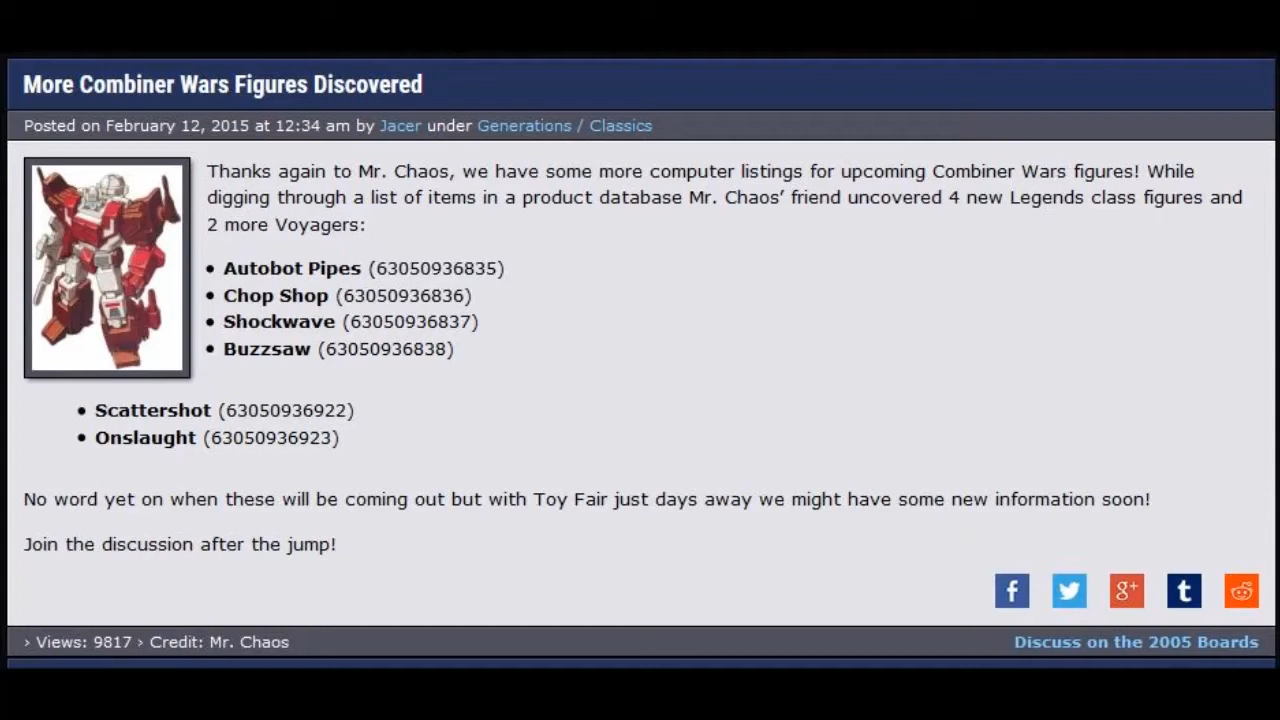 More Combiner Wars Figures Discovered
Posted on February 12, 2015 at 12:34 am by Jacer under Generations / Classics
Thanks again to Mr. Chaos, we have some more computer listings for upcoming Combiner Wars figures! While
digging through a list of items in a product database Mr. Chaos’ friend uncovered 4 new Legends class figures and
2 more Voyagers:
• Autobot Pipes (63050936835)
• Chop Shop (63050936836)
• Shockwave (63050936837)
• Buzzsaw (63050936838)
• Scattershot (63050936922)
• Onslaught (63050936923)
No word yet on when these will be coming out but with Toy Fair just days away we might have some new information soon!
Join the discussion after the jump!
f
g+
t
› Views: 9817 › Credit: Mr. Chaos
Discuss on the 2005 Boards